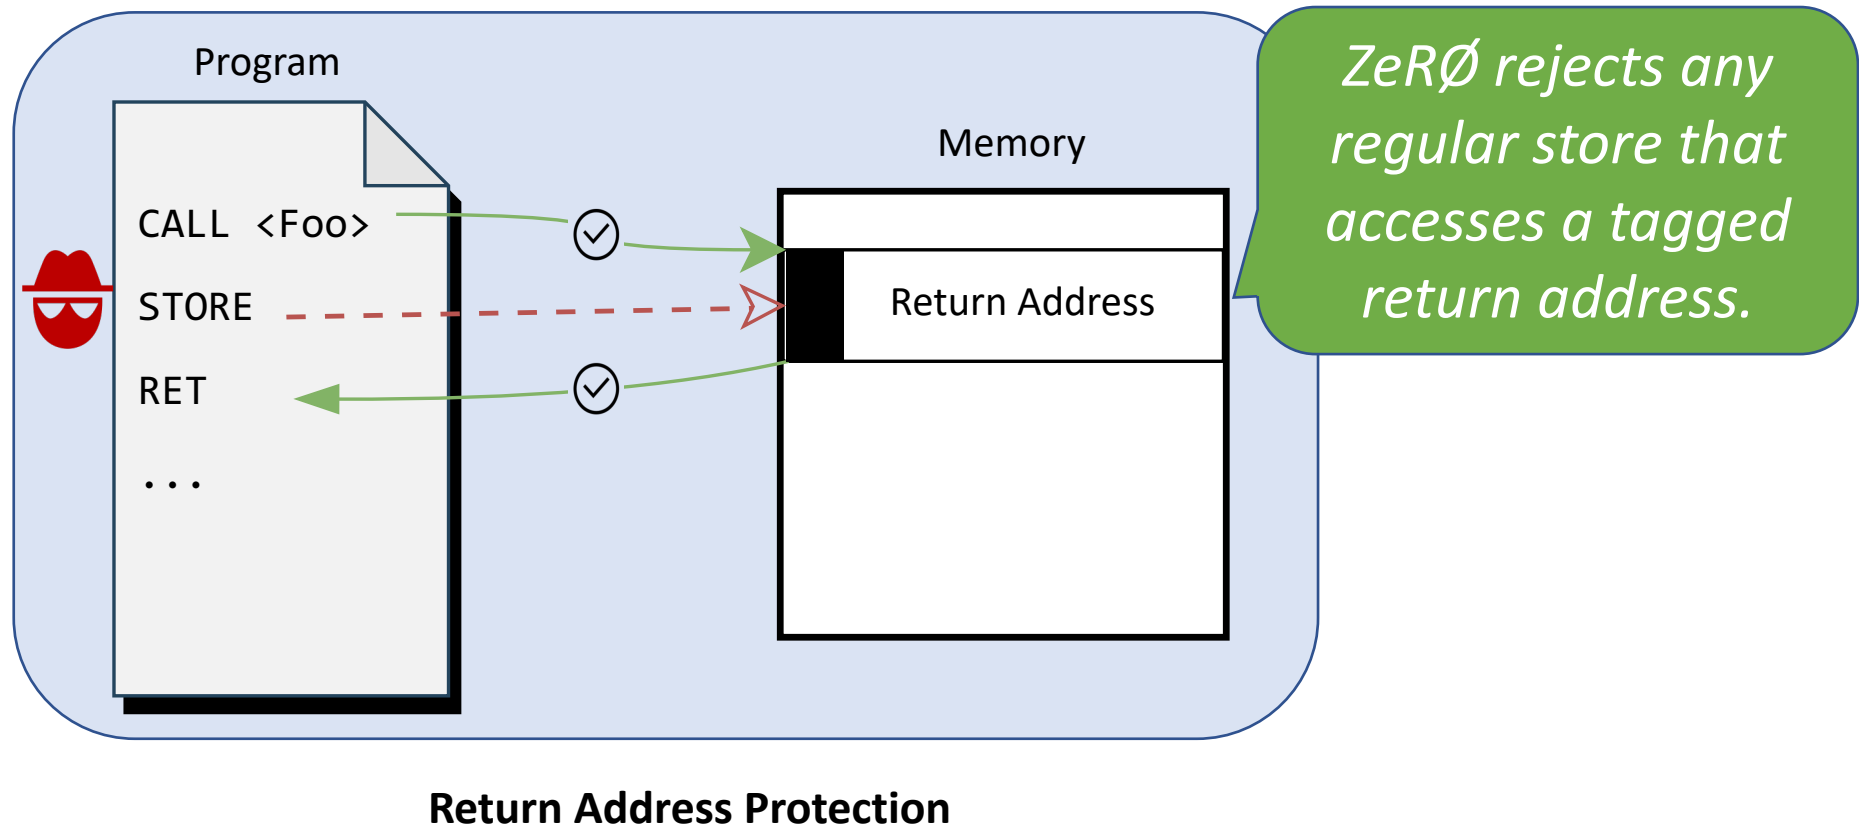 Program
CALL <Foo>
STORE
RET
...
Memory
Return Address
ZeRØ rejects any
regular store that
accesses a tagged
return address.
Return Address Protection